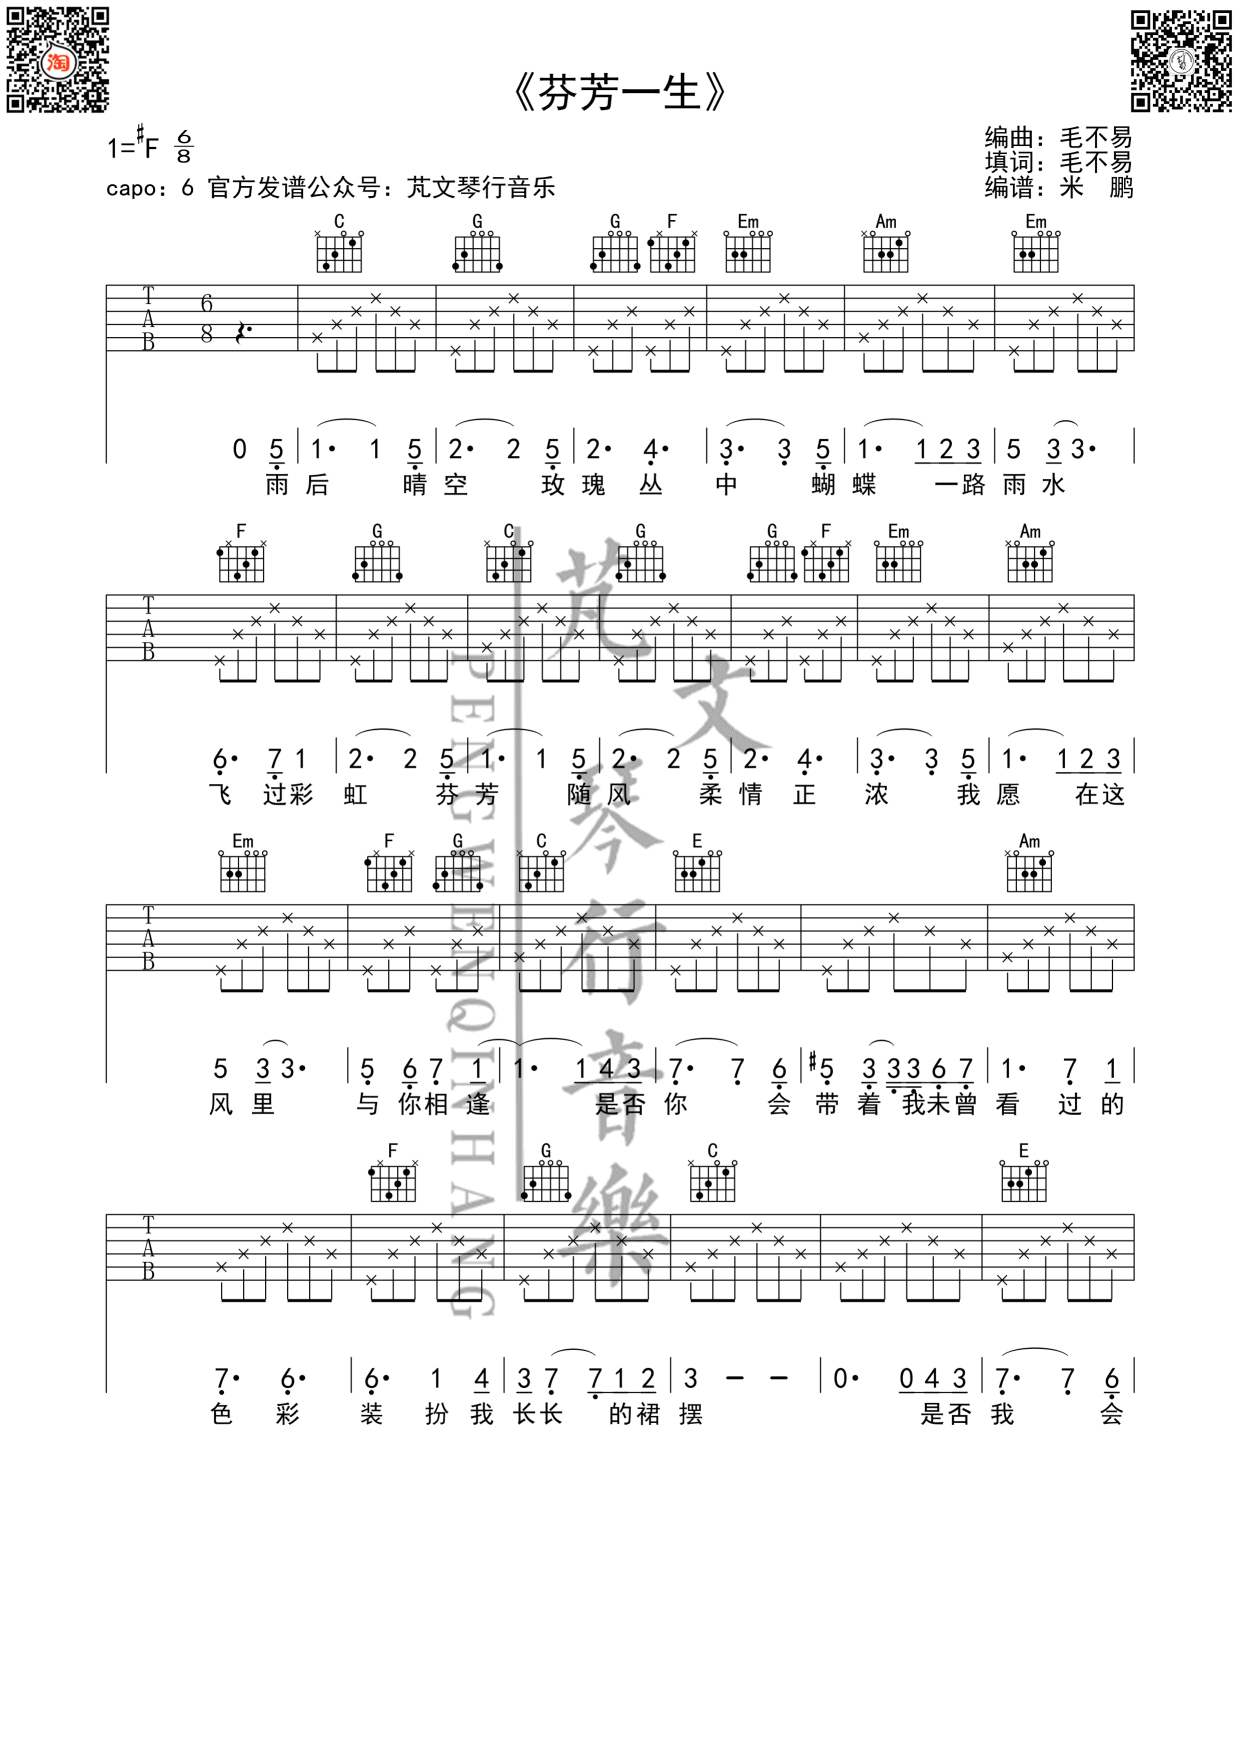 淘
《芬芳一生》
1=#F 6/8
编曲：毛不易
填词：毛不易
capo：6 官方发谱公众号：芃文琴行音乐
编谱：米 鹏
C G G F Em Am Em
T A B 6 8
0 5 | 1· 1 5 | 2· 2 5 | 2· 4· | 3· 3 5 | 1· 1 2 3 | 5 3 3· |
雨 后 晴 空 玫 瑰 丛 中 蝴 蝶 一路 雨 水
F G C G G F Em Am
T A B
6· 7 1 | 2· 2 5 | 1· 1 5 | 2· 2 5 | 2· 4· | 3· 3 5 | 1· 1 2 3 |
飞 过彩 虹 芬 芳 随 风 柔 情 正 浓 我 愿 在这
Em F G C E Am
T A B
5 3 3· | 5 6 7 1 | 1· 1 4 3 | 7· 7 6 | #5 3 3 3 6 7 | 1· 7 1 |
风 里 与 你相 逢 是否 你 会 带 着 我未曾 看 过 的
F G C E
T A B
7· 6· | 6· 1 4 | 3 7· 7 1 2 | 3 － － | 0· 0 4 3 | 7· 7 6 |
色 彩 装 扮 我 长长 的裙 摆 是否 我 会
芃文琴行音樂
PENGWENQINHANG